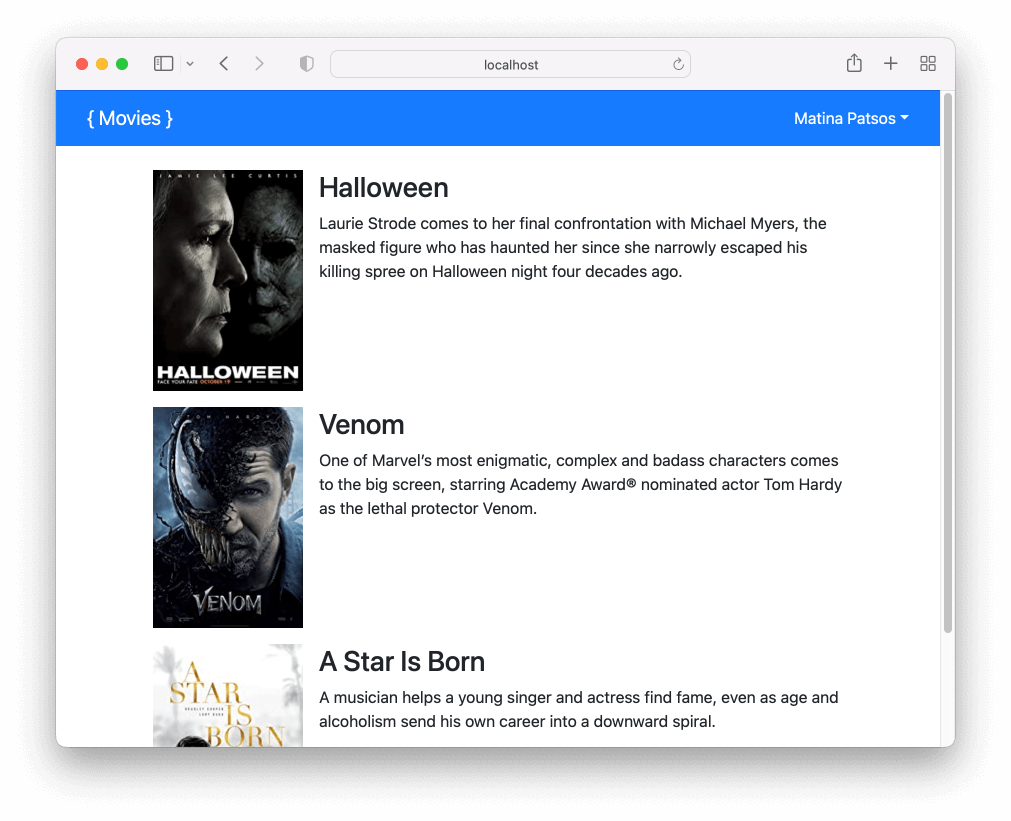 localhost
{ Movies }
Matina Patsos
JAMIE LEE CURTIS
HALLOWEEN
FACE YOUR FATE OCTOBER 19
Halloween
Laurie Strode comes to her final confrontation with Michael Myers, the
masked figure who has haunted her since she narrowly escaped his
killing spree on Halloween night four decades ago.
TOM HARDY
VENOM
Venom
One of Marvel’s most enigmatic, complex and badass characters comes
to the big screen, starring Academy Award® nominated actor Tom Hardy
as the lethal protector Venom.
A
STAR
BRADLEY COOPER
LADY GAGA
IS
BORN
A Star Is Born
A musician helps a young singer and actress find fame, even as age and
alcoholism send his own career into a downward spiral.